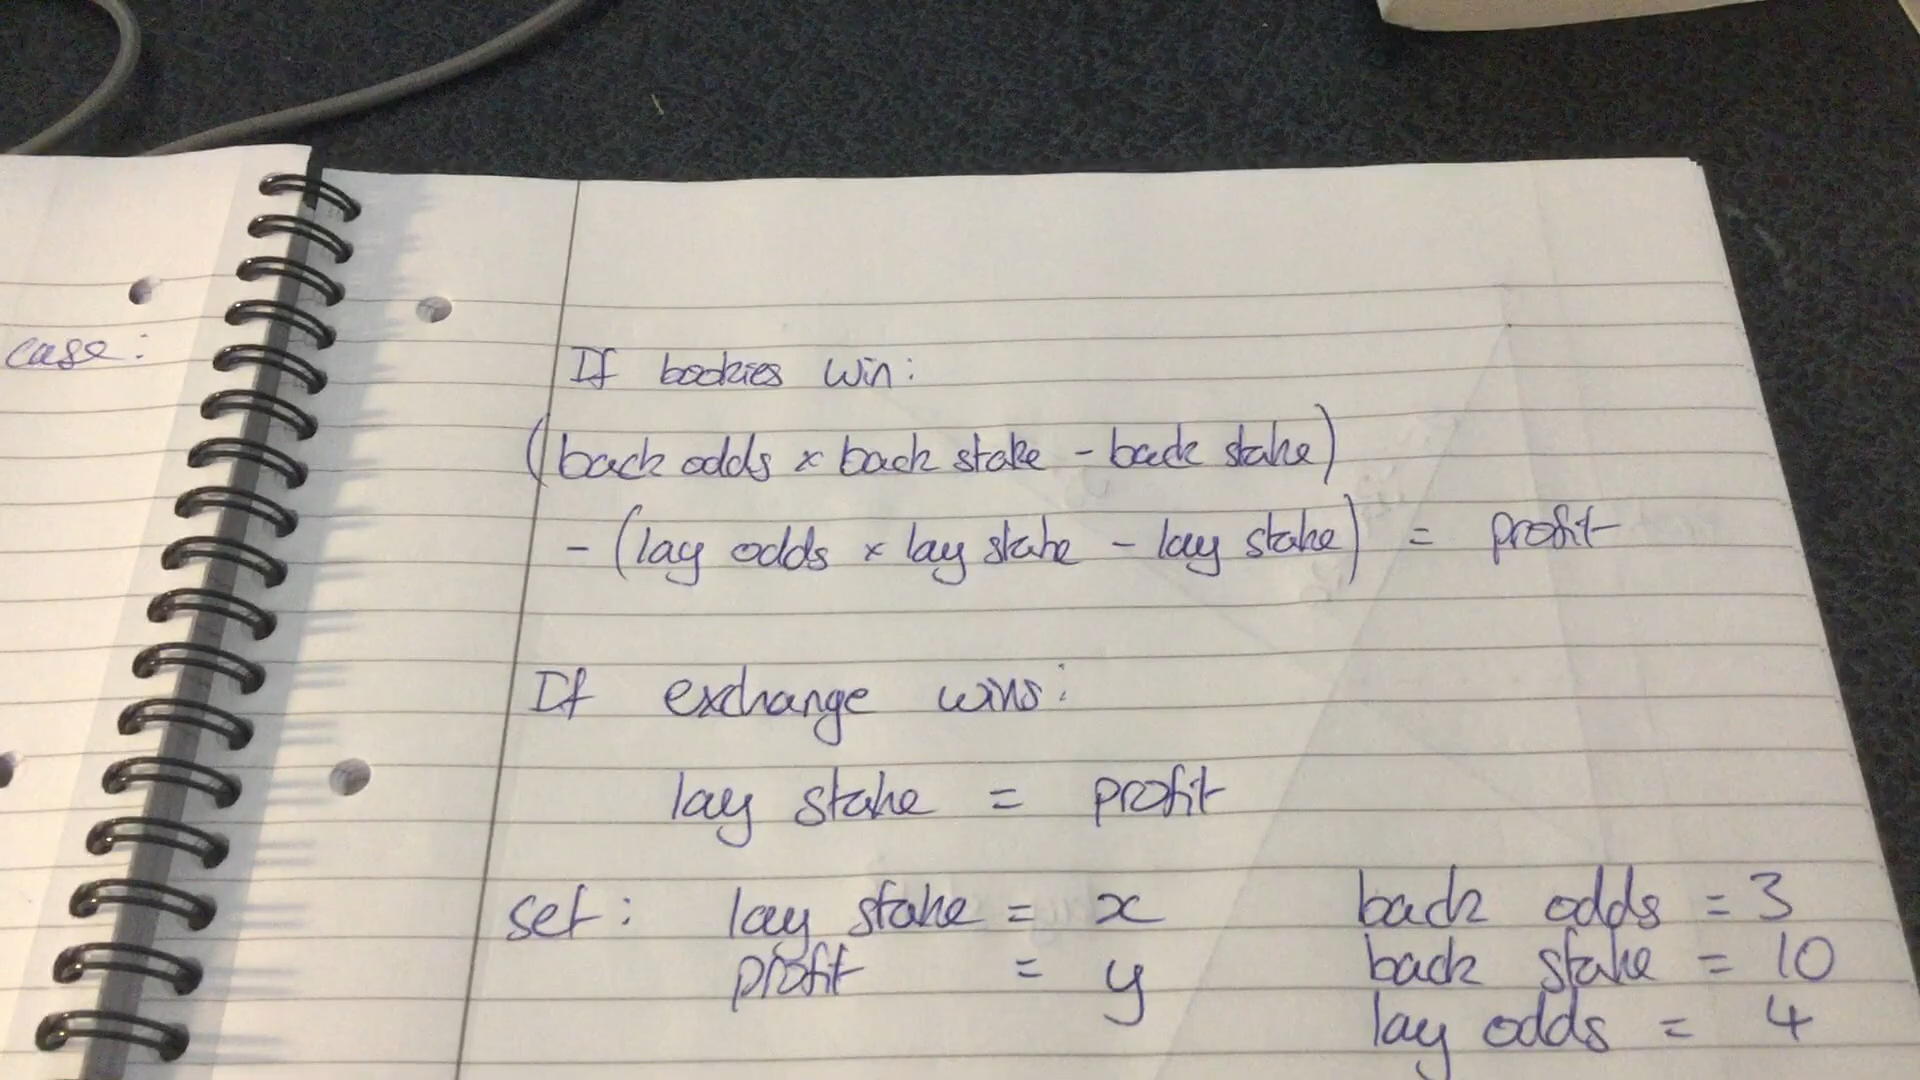 case:
If bookies win:
(back odds × back stake - back stake)
- (lay odds × lay stake - lay stake) = profit
If exchange wins:
lay stake = profit
set: lay stake = x back odds = 3
profit = y back stake = 10
lay odds = 4